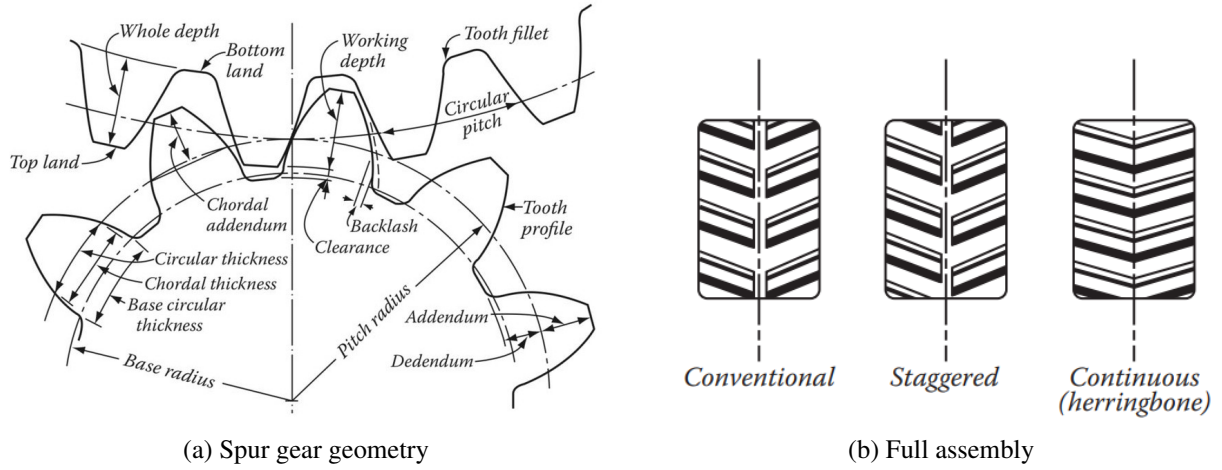 Whole depth
Bottom
land
Working
depth
Tooth fillet
Circular
pitch
Top land
Chordal
addendum
Backlash
Clearance
Tooth
profile
Circular thickness
Chordal thickness
Base circular
thickness
Pitch radius
Addendum
Dedendum
Base radius
(a) Spur gear geometry
Conventional
Staggered
Continuous
(herringbone)
(b) Full assembly